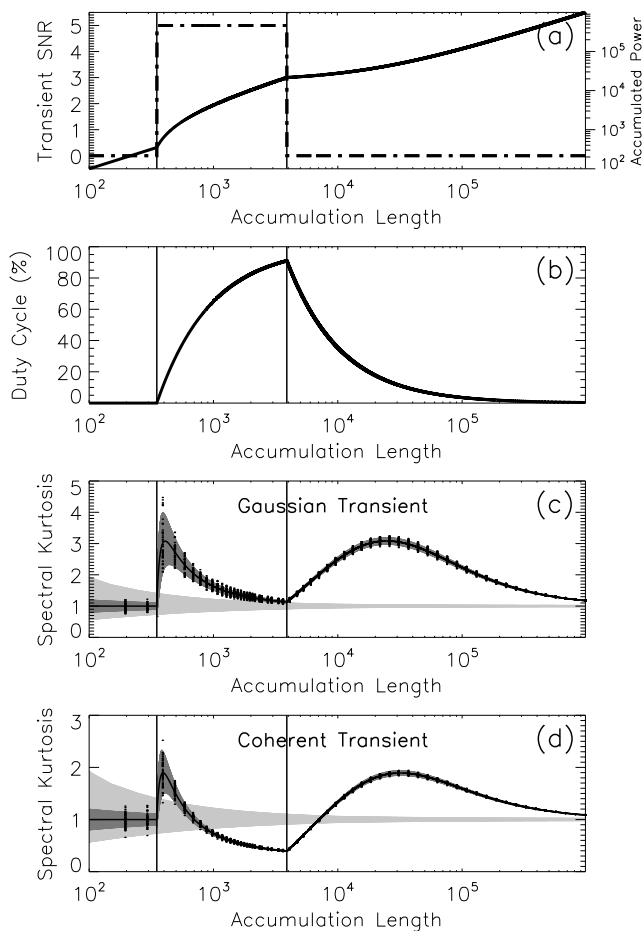 5
4
3
2
1
0
Transient SNR
(a)
10^5
10^4
10^3
10^2
Accumulated Power
10^2 10^3 10^4 10^5
Accumulation Length
100
80
60
40
20
0
Duty Cycle (%)
(b)
10^2 10^3 10^4 10^5
Accumulation Length
5
4
3
2
1
0
Spectral Kurtosis
Gaussian Transient
(c)
10^2 10^3 10^4 10^5
Accumulation Length
3
2
1
0
Spectral Kurtosis
Coherent Transient
(d)
10^2 10^3 10^4 10^5
Accumulation Length